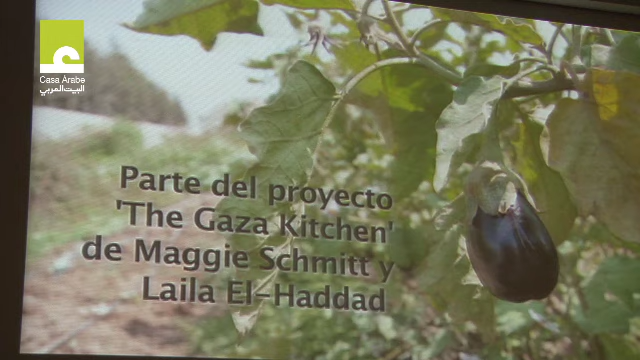 Casa Árabe
البيت العربي
Parte del proyecto
'The Gaza Kitchen'
de Maggie Schmitt y
Laila El-Haddad